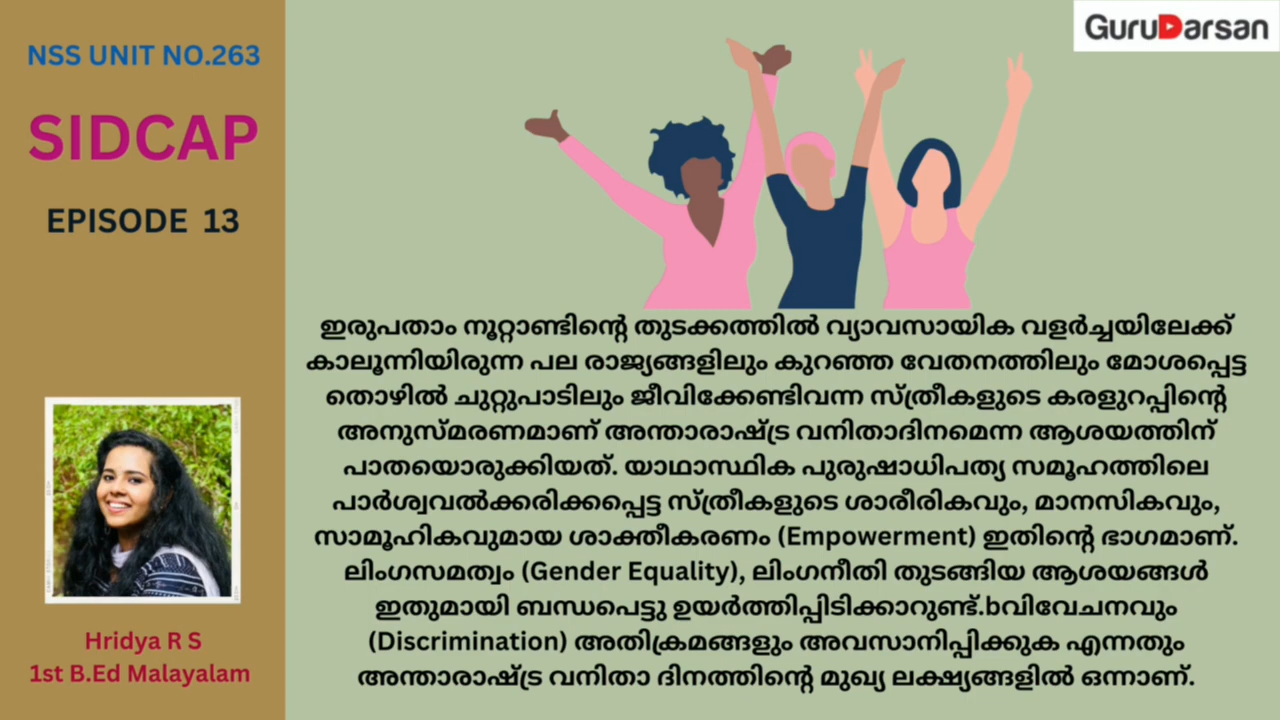 NSS UNIT NO.263
SIDCAP
EPISODE 13
Hridya R S
1st B.Ed Malayalam
GuruDarsan
ഇരുപതാം നൂറ്റാണ്ടിന്റെ തുടക്കത്തിൽ വ്യാവസായിക വളർച്ചയിലേക്ക്
കാലൂന്നിയിരുന്ന പല രാജ്യങ്ങളിലും കുറഞ്ഞ വേതനത്തിലും മോശപ്പെട്ട
തൊഴിൽ ചുറ്റുപാടിലും ജീവിക്കേണ്ടിവന്ന സ്ത്രീകളുടെ കരളുറപ്പിന്റെ
അനുസ്മരണമാണ് അന്താരാഷ്ട്ര വനിതാദിനമെന്ന ആശയത്തിന്
പാതയൊരുക്കിയത്. യാഥാസ്ഥിക പുരുഷാധിപത്യ സമൂഹത്തിലെ
പാർശ്വവൽക്കരിക്കപ്പെട്ട സ്ത്രീകളുടെ ശാരീരികവും, മാനസികവും,
സാമൂഹികവുമായ ശാക്തീകരണം (Empowerment) ഇതിന്റെ ഭാഗമാണ്.
ലിംഗസമത്വം (Gender Equality), ലിംഗനീതി തുടങ്ങിയ ആശയങ്ങൾ
ഇതുമായി ബന്ധപെട്ടു ഉയർത്തിപ്പിടിക്കാറുണ്ട്.bവിവേചനവും
(Discrimination) അതിക്രമങ്ങളും അവസാനിപ്പിക്കുക എന്നതും
അന്താരാഷ്ട്ര വനിതാ ദിനത്തിന്റെ മുഖ്യ ലക്ഷ്യങ്ങളിൽ ഒന്നാണ്.